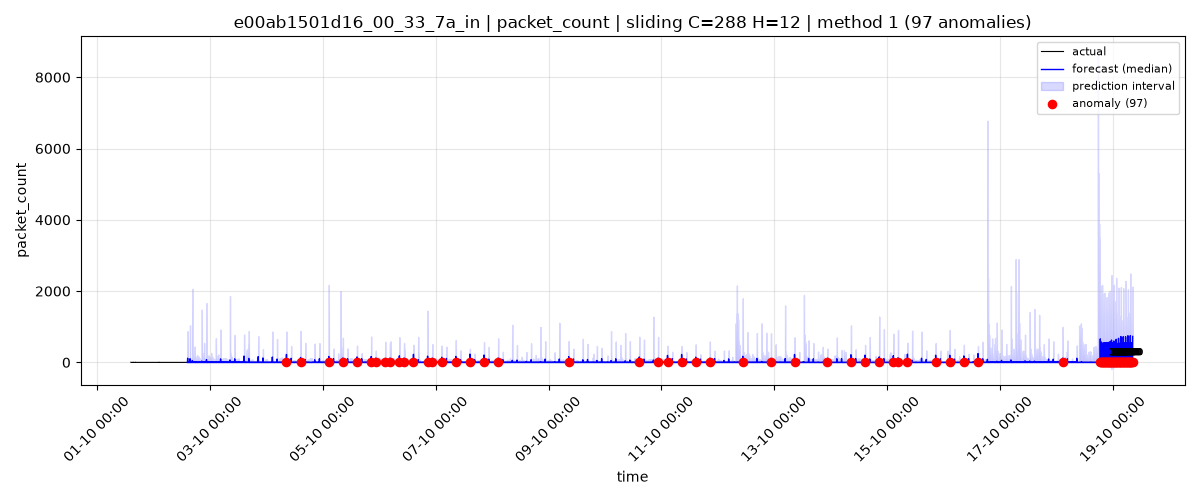 e00ab1501d16_00_33_7a_in | packet_count | sliding C=288 H=12 | method 1 (97 anomalies)
actual
forecast (median)
prediction interval
anomaly (97)
packet_count
8000
6000
4000
2000
0
01-10 00:00
03-10 00:00
05-10 00:00
07-10 00:00
09-10 00:00
11-10 00:00
13-10 00:00
15-10 00:00
17-10 00:00
19-10 00:00
time